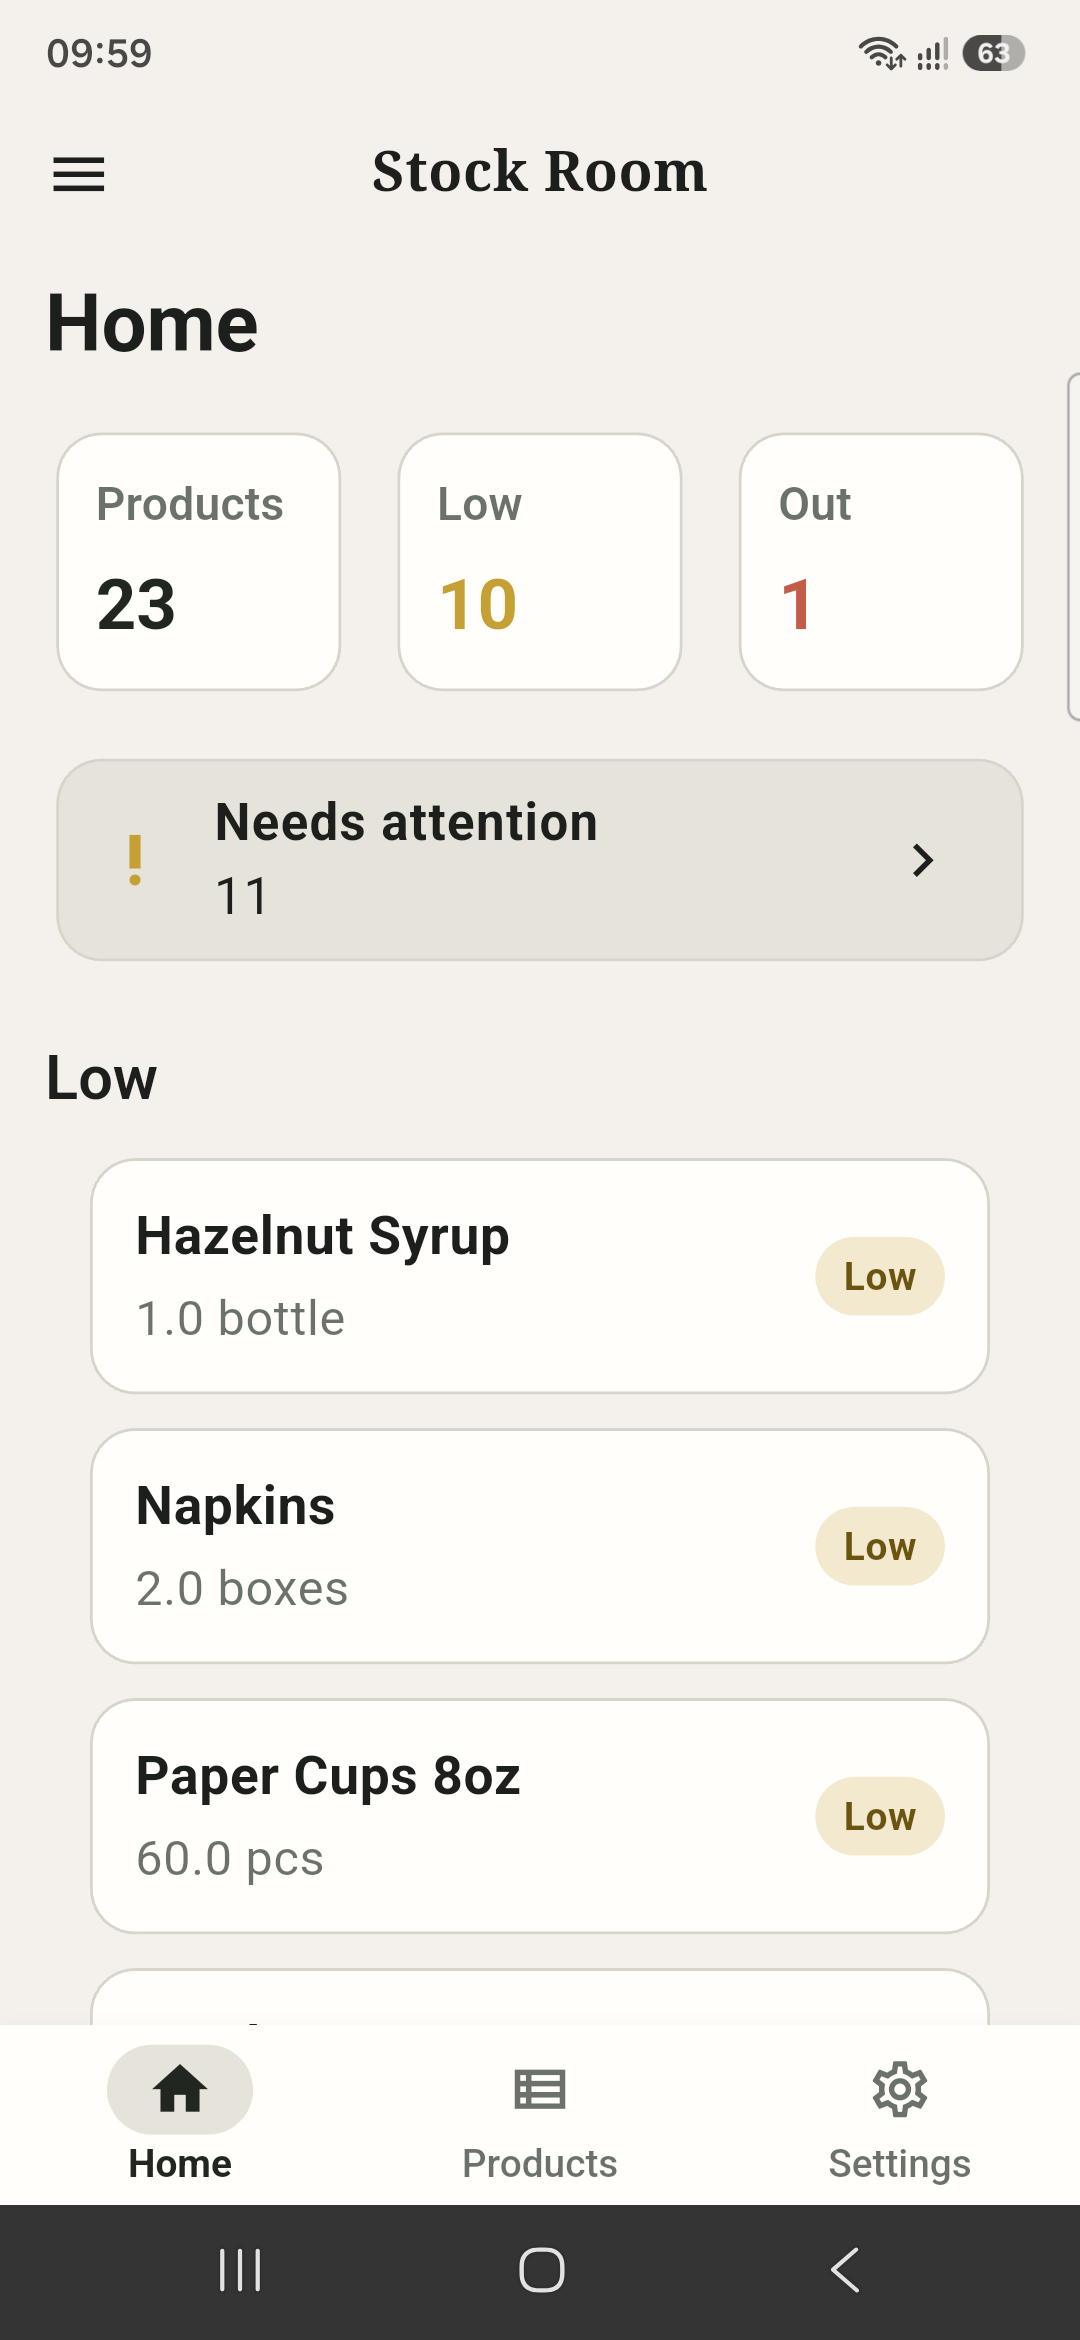 09:59
63
Stock Room
Home
Products
23
Low
10
Out
1
Needs attention
11
Low
Hazelnut Syrup
1.0 bottle
Low
Napkins
2.0 boxes
Low
Paper Cups 8oz
60.0 pcs
Low
Home
Products
Settings